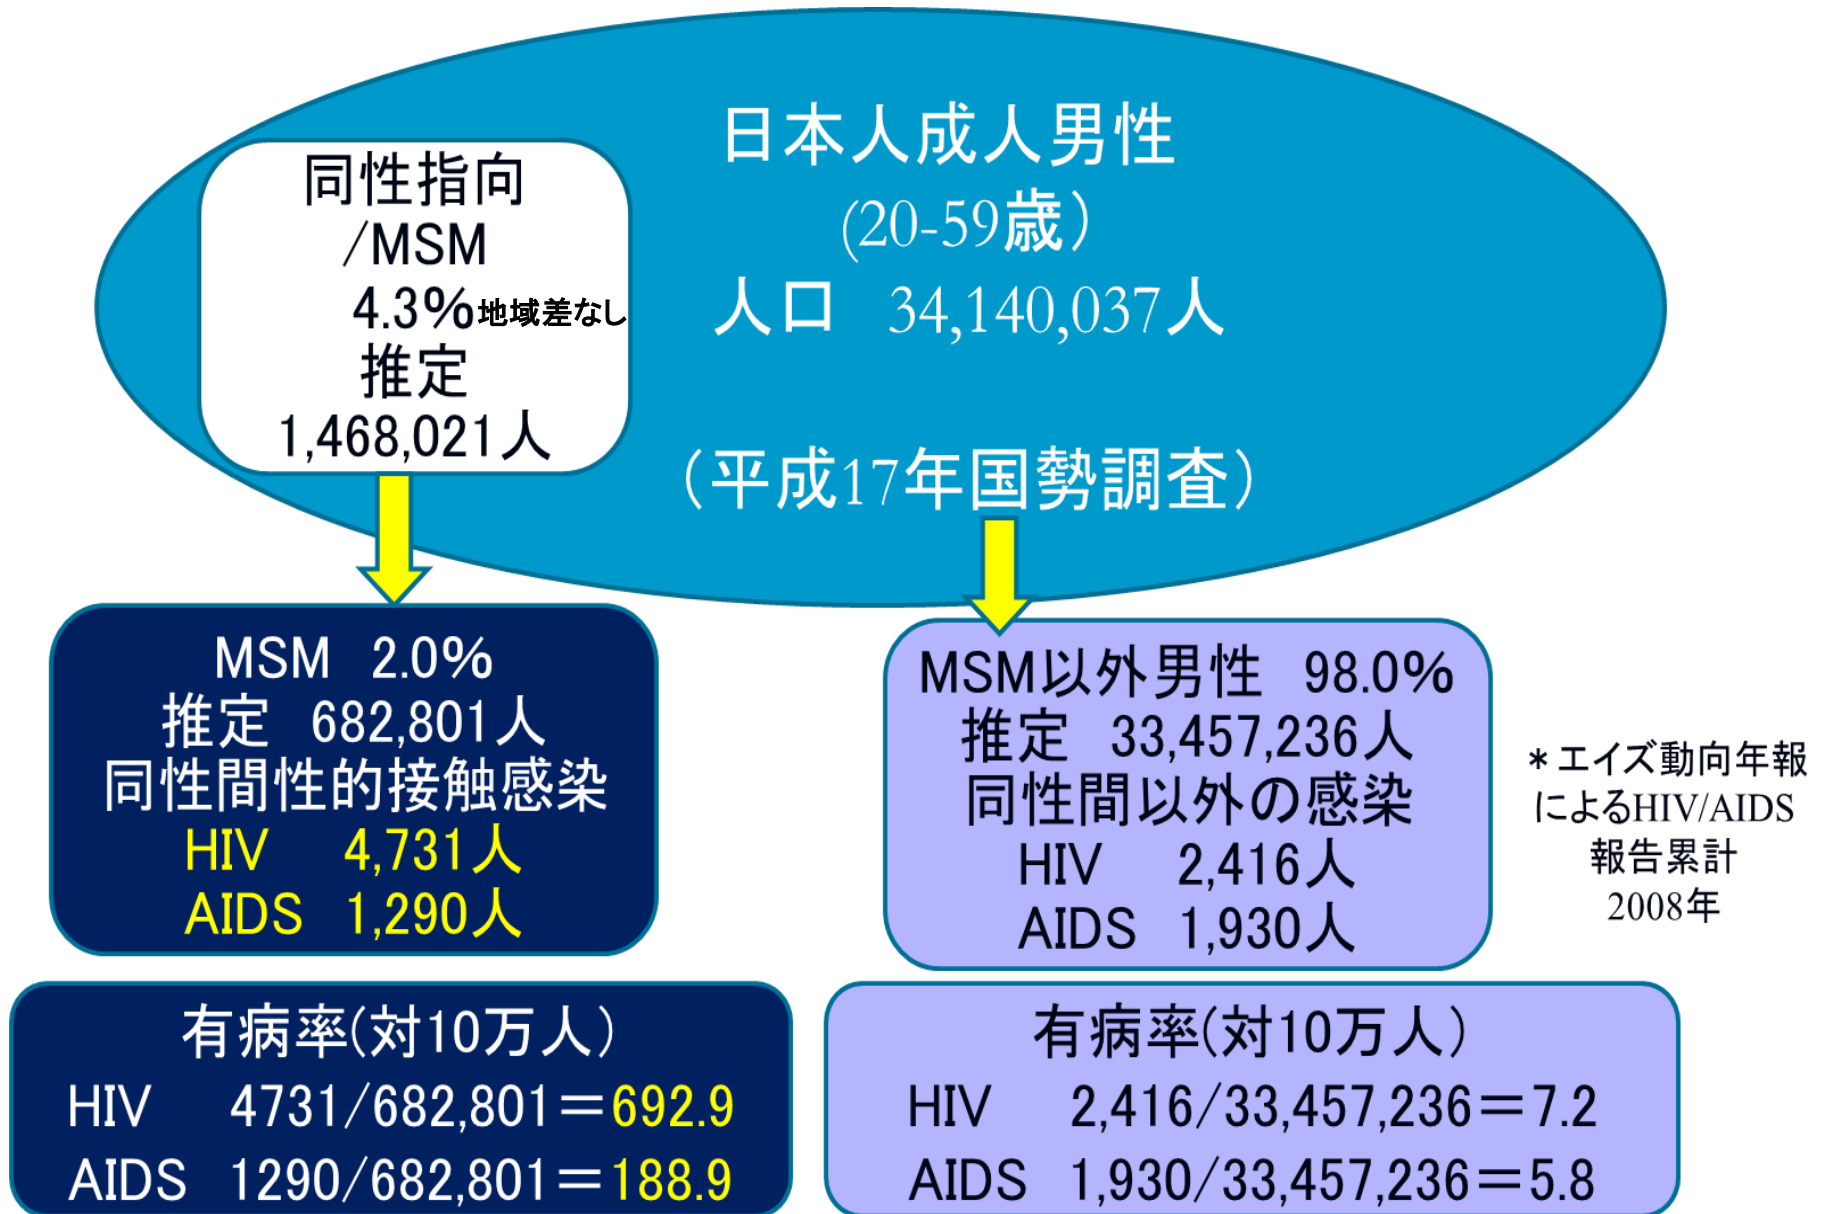 日本人成人男性
(20-59歳)
人口 34,140,037人
(平成17年国勢調査)
同性指向
/MSM
4.3%地域差なし
推定
1,468,021人
MSM 2.0%
推定 682,801人
同性間性的接触感染
HIV 4,731人
AIDS 1,290人
MSM以外男性 98.0%
推定 33,457,236人
同性間以外の感染
HIV 2,416人
AIDS 1,930人
*エイズ動向年報
によるHIV/AIDS
報告累計
2008年
有病率(対10万人)
HIV 4731/682,801=692.9
AIDS 1290/682,801=188.9
有病率(対10万人)
HIV 2,416/33,457,236=7.2
AIDS 1,930/33,457,236=5.8